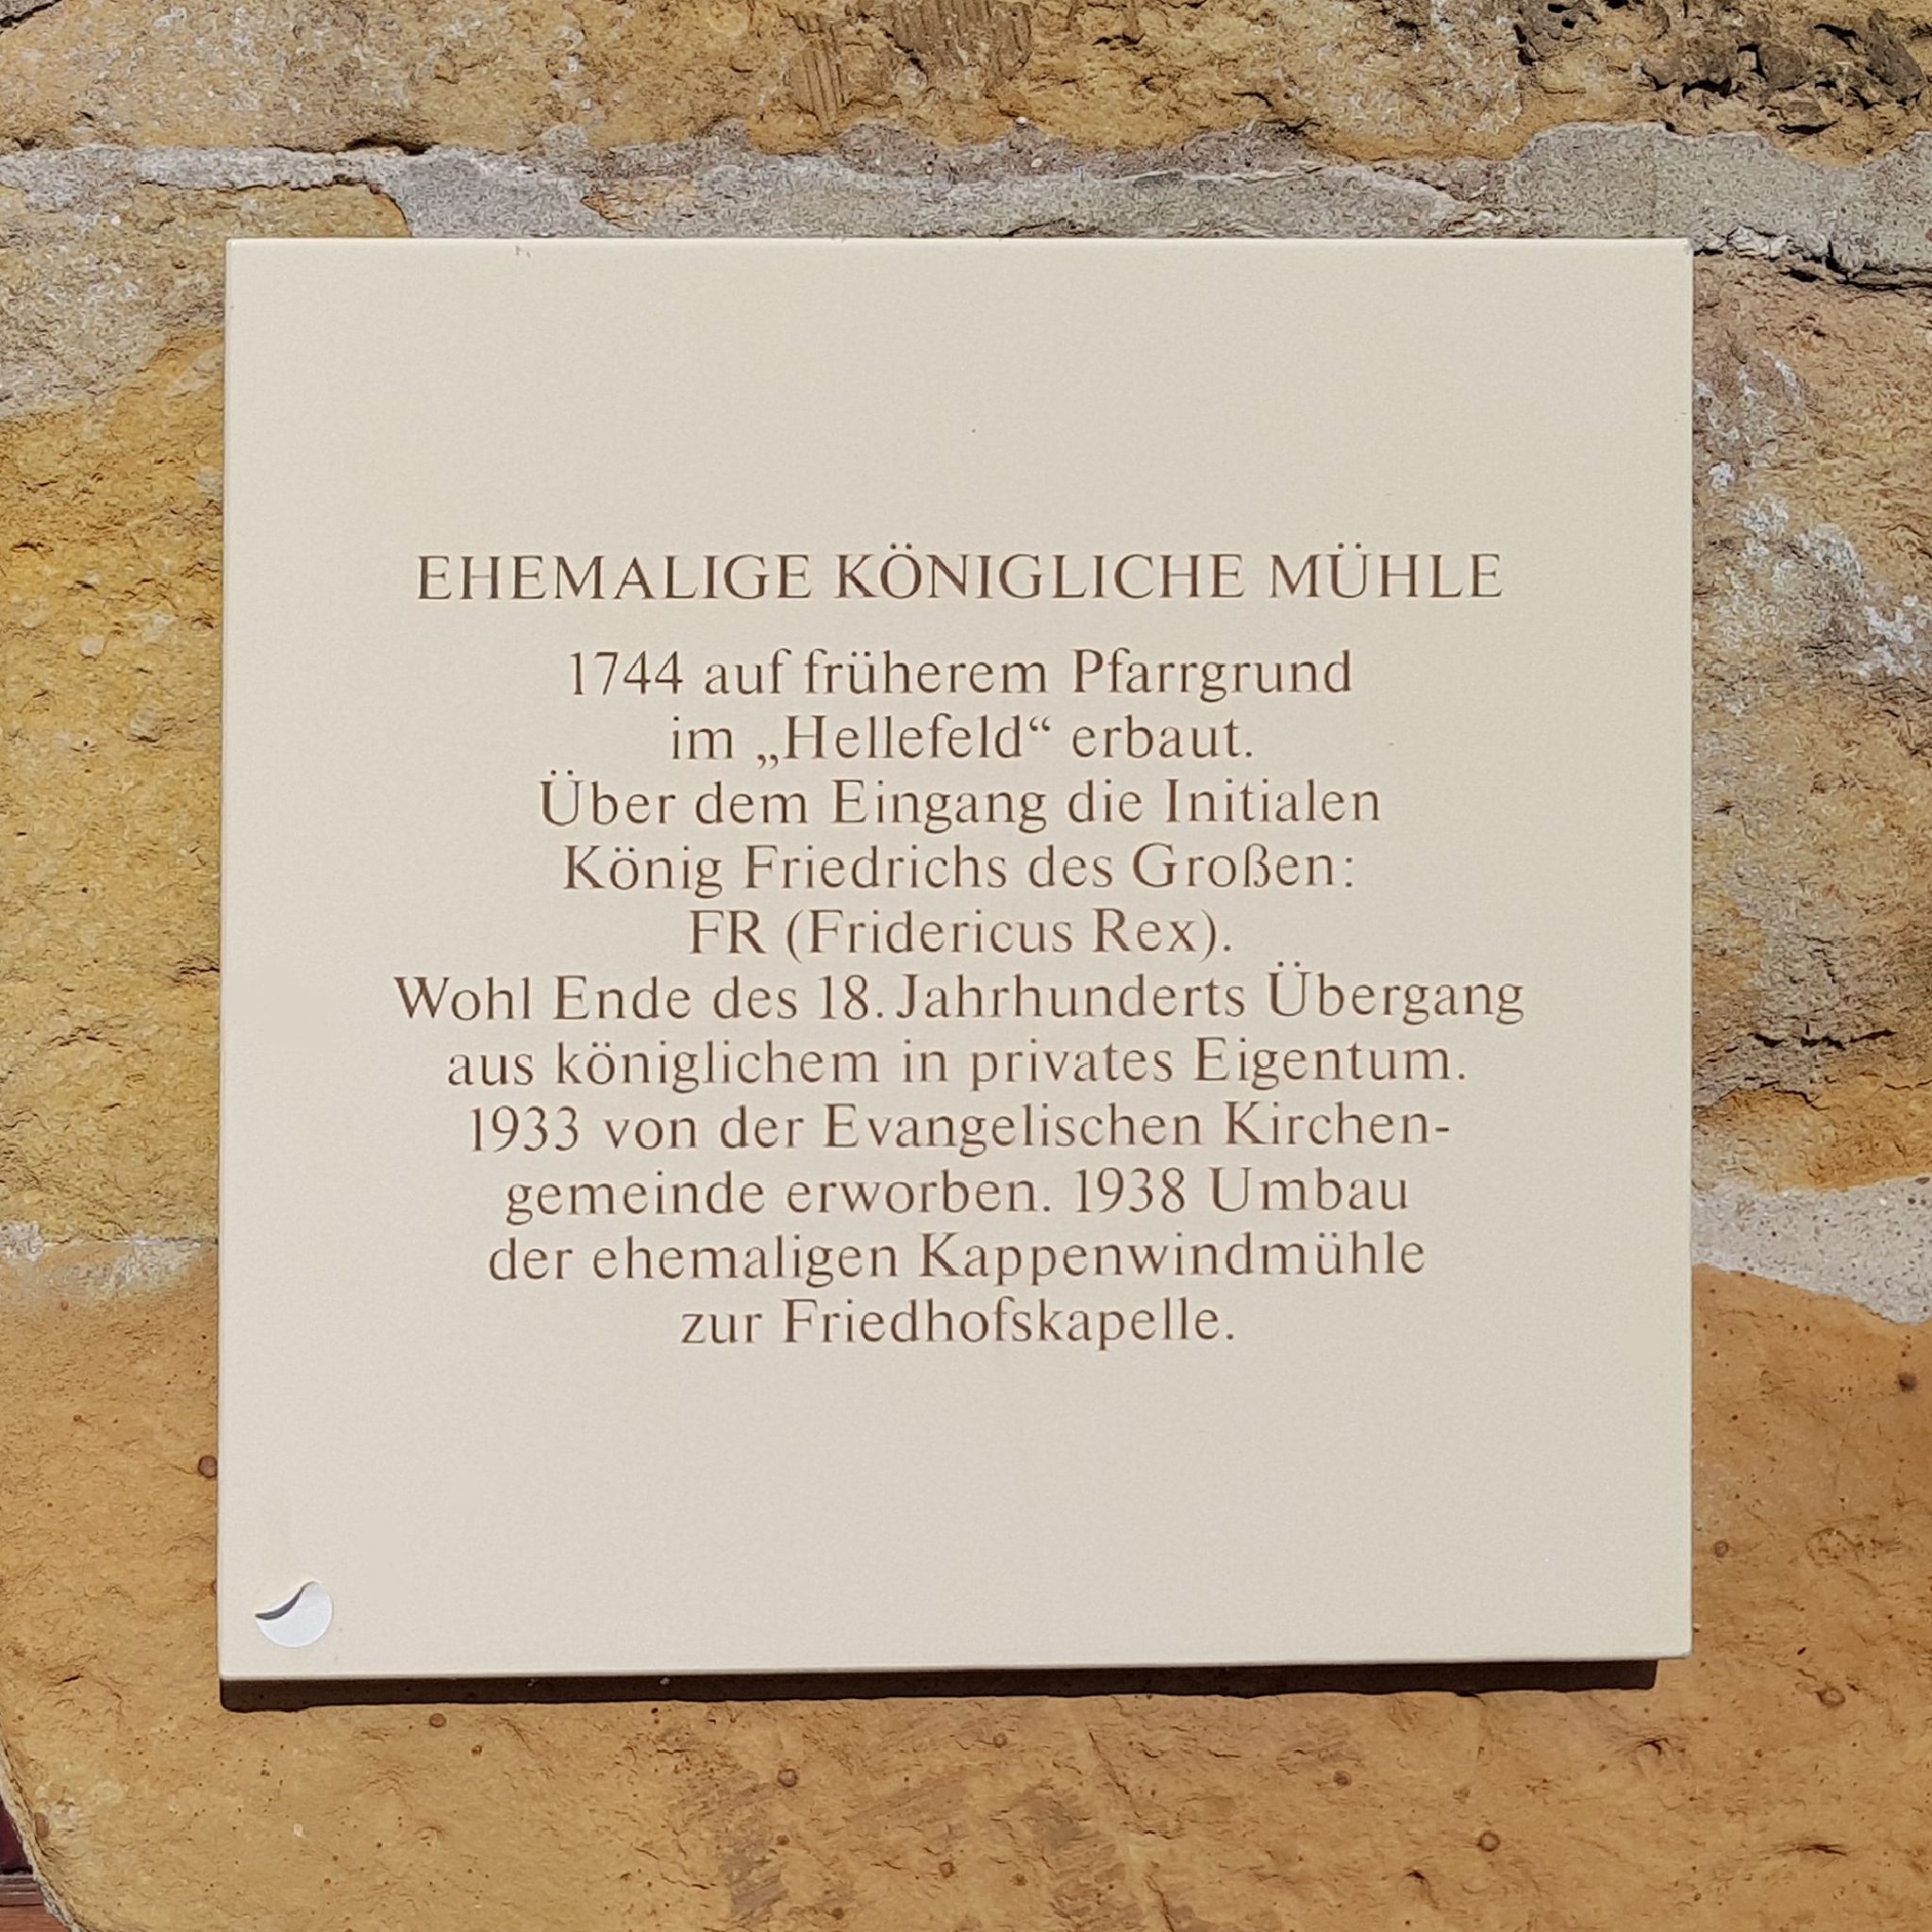 EHEMALIGE KÖNIGLICHE MÜHLE
1744 auf früherem Pfarrgrund
im „Hellefeld“ erbaut.
Über dem Eingang die Initialen
König Friedrichs des Großen:
FR (Fridericus Rex).
Wohl Ende des 18. Jahrhunderts Übergang
aus königlichem in privates Eigentum.
1933 von der Evangelischen Kirchen-
gemeinde erworben. 1938 Umbau
der ehemaligen Kappenwindmühle
zur Friedhofskapelle.